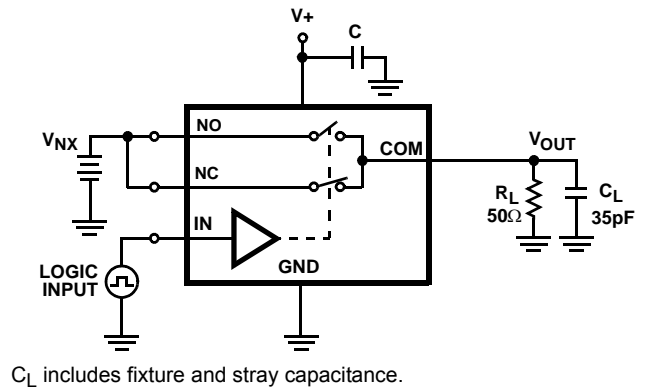 V+
C
NO
V_NX
COM
V_OUT
NC
R_L
50Ω
C_L
35pF
IN
LOGIC
INPUT
GND
C_L includes fixture and stray capacitance.